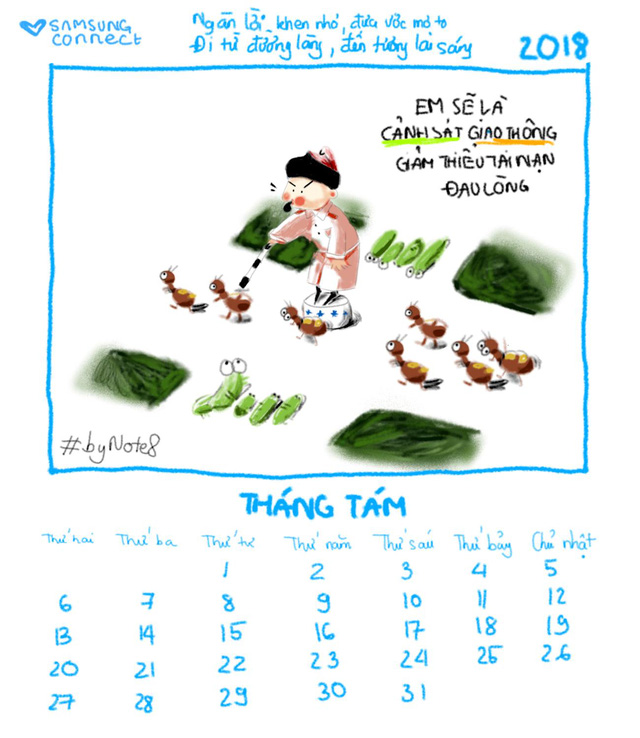 SAMSUNG
connect
Ngàn lời khen nhỏ, đưa ước mơ to
Đi từ đường làng, đến tương lai sáng
2018
EM SẼ LÀ
CẢNH SÁT GIAO THÔNG
GIẢM THIỂU TAI NẠN
ĐAU LÒNG
#byNote8
THÁNG TÁM
Thứ hai Thứ ba Thứ tư Thứ năm Thứ sáu Thứ bảy Chủ nhật
1 2 3 4 5
6 7 8 9 10 11 12
13 14 15 16 17 18 19
20 21 22 23 24 25 26
27 28 29 30 31